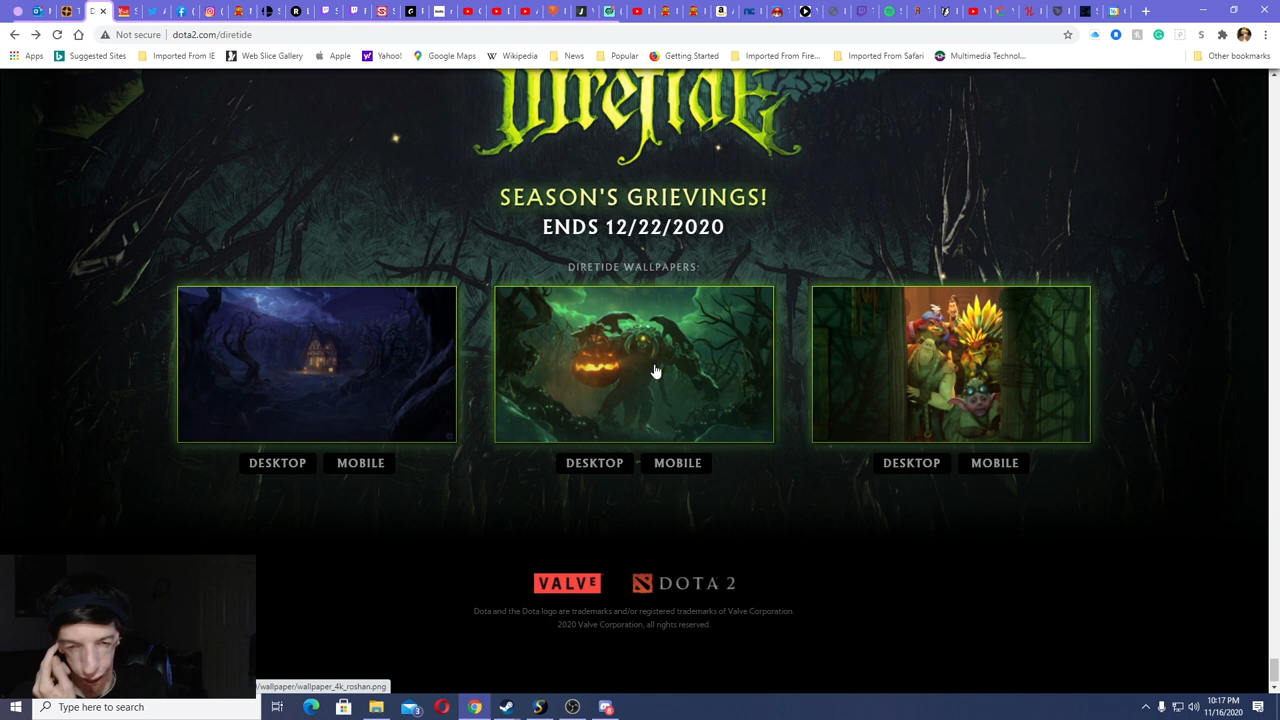 Not secure | dota2.com/diretide
Apps Suggested Sites Imported From IE Web Slice Gallery Apple Yahoo! Google Maps Wikipedia News Popular Getting Started Imported From Fire... Imported From Safari Multimedia Technol... Other bookmarks
Diretide
SEASON'S GRIEVINGS!
ENDS 12/22/2020
DIRETIDE WALLPAPERS:
DESKTOP MOBILE DESKTOP MOBILE DESKTOP MOBILE
VALVE DOTA 2
Dota and the Dota logo are trademarks and/or registered trademarks of Valve Corporation.
2020 Valve Corporation, all rights reserved.
/wallpaper/wallpaper_4k_roshan.png
Type here to search
10:17 PM
11/16/2020